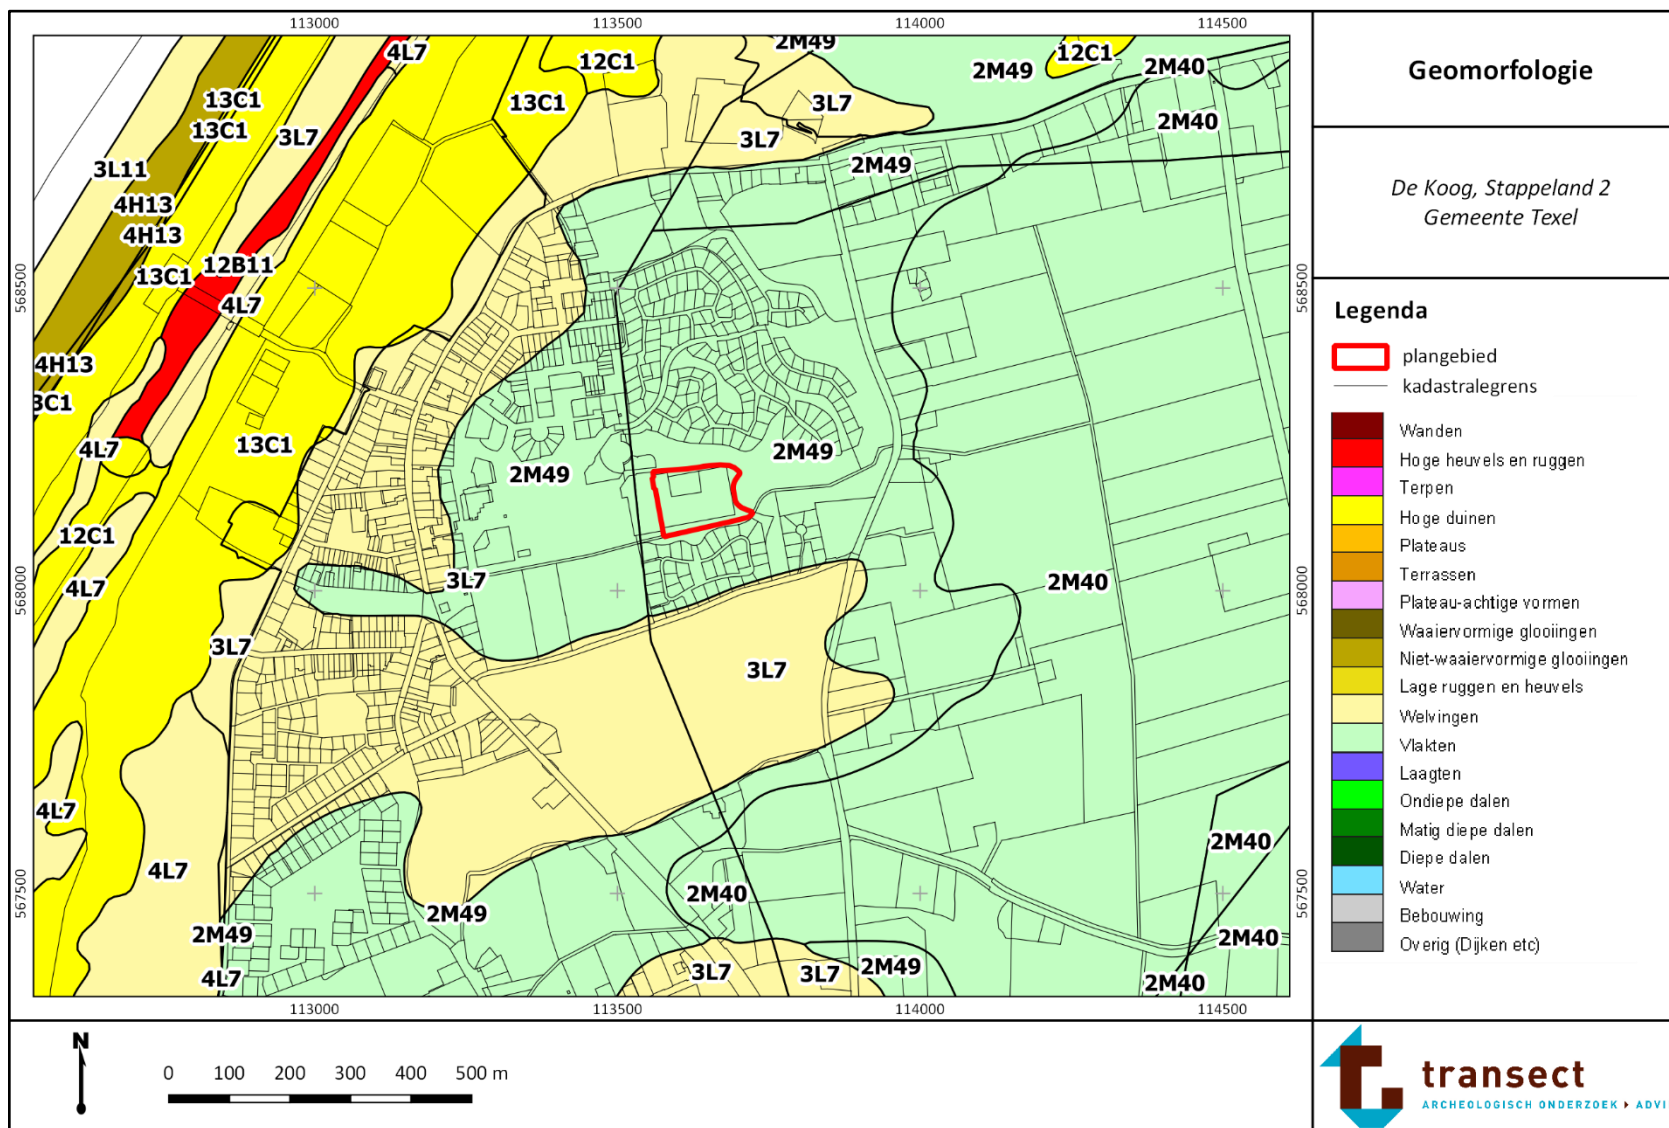 113000 113500 114000 114500
4L7 2M49 12C1 12C1 2M49 2M40
13C1 13C1 3L7 2M40
13C1 3L7 3L7
3L11 2M49
4H13
4H13
13C1 12B11
4L7
568500 568500
4H13
3C1
4L7 13C1 2M49
2M49
12C1
4L7 3L7 2M40
568000 568000
3L7 3L7
4L7 2M40
4L7
2M40
567500 567500
2M49 2M49
2M40
4L7 3L7 3L7 2M49 2M40
2M40
113000 113500 114000 114500
N
0 100 200 300 400 500 m
Geomorfologie
De Koog, Stappeland 2
Gemeente Texel
Legenda
plangebied
kadastralegrens
Wanden
Hoge heuvels en ruggen
Terpen
Hoge duinen
Plateaus
Terrassen
Plateau-achtige vormen
Waaiervormige glooiingen
Niet-waaiervormige glooiingen
Lage ruggen en heuvels
Welvingen
Vlakten
Laagten
Ondiepe dalen
Matig diepe dalen
Diepe dalen
Water
Bebouwing
Overig (Dijken etc)
transect
ARCHEOLOGISCH ONDERZOEK ADVI